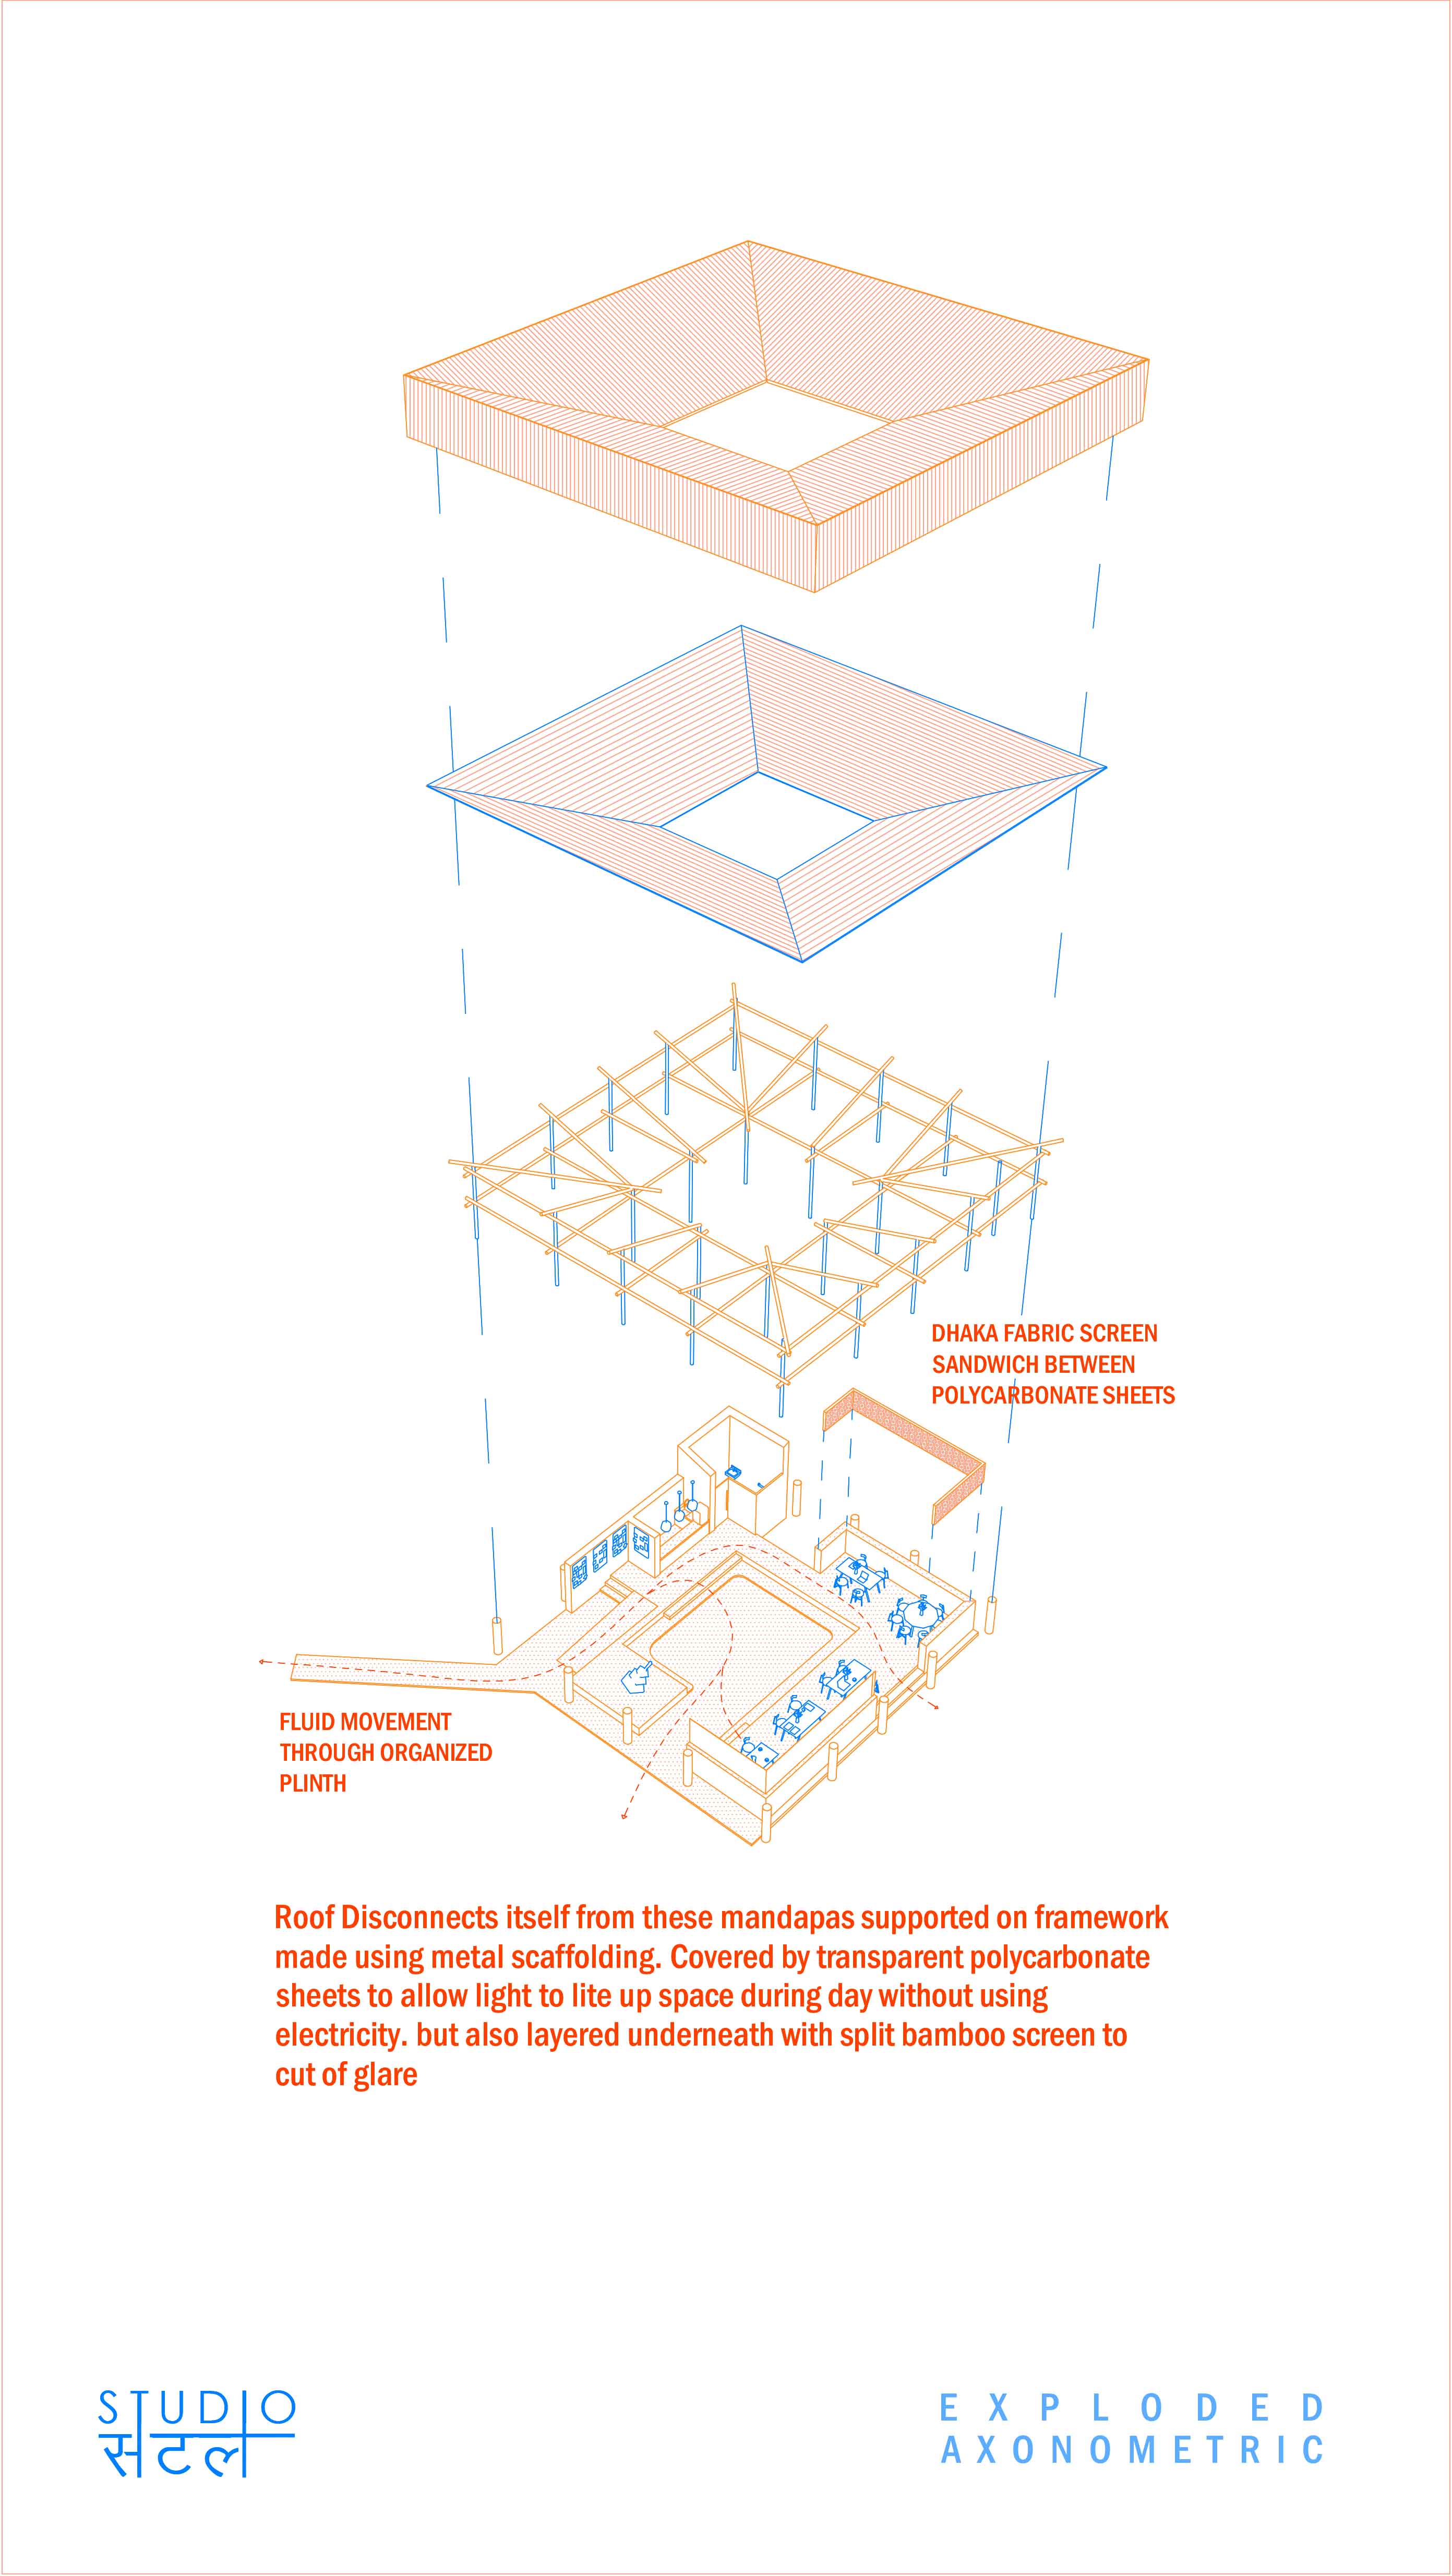 DHAKA FABRIC SCREEN
SANDWICH BETWEEN
POLYCARBONATE SHEETS
FLUID MOVEMENT
THROUGH ORGANIZED
PLINTH
Roof Disconnects itself from these mandapas supported on framework
made using metal scaffolding. Covered by transparent polycarbonate
sheets to allow light to lite up space during day without using
electricity. but also layered underneath with split bamboo screen to
cut of glare
STUDIO
सटल
EXPLODED
AXONOMETRIC